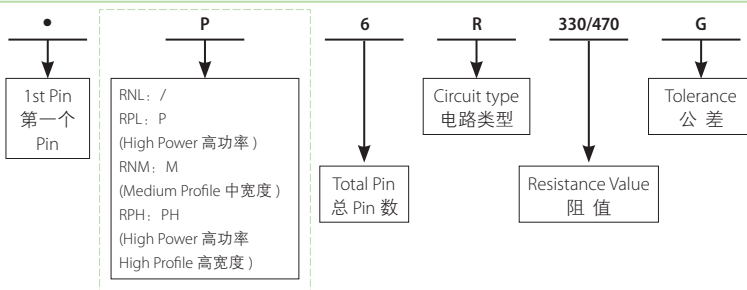 • P 6 R 330/470 G
1st Pin
第一个
Pin
RNL：/
RPL：P
(High Power 高功率 )
RNM：M
(Medium Profile 中宽度 )
RPH：PH
(High Power 高功率
High Profile 高宽度 )
Total Pin
总 Pin 数
Circuit type
电路类型
Resistance Value
阻 值
Tolerance
公 差